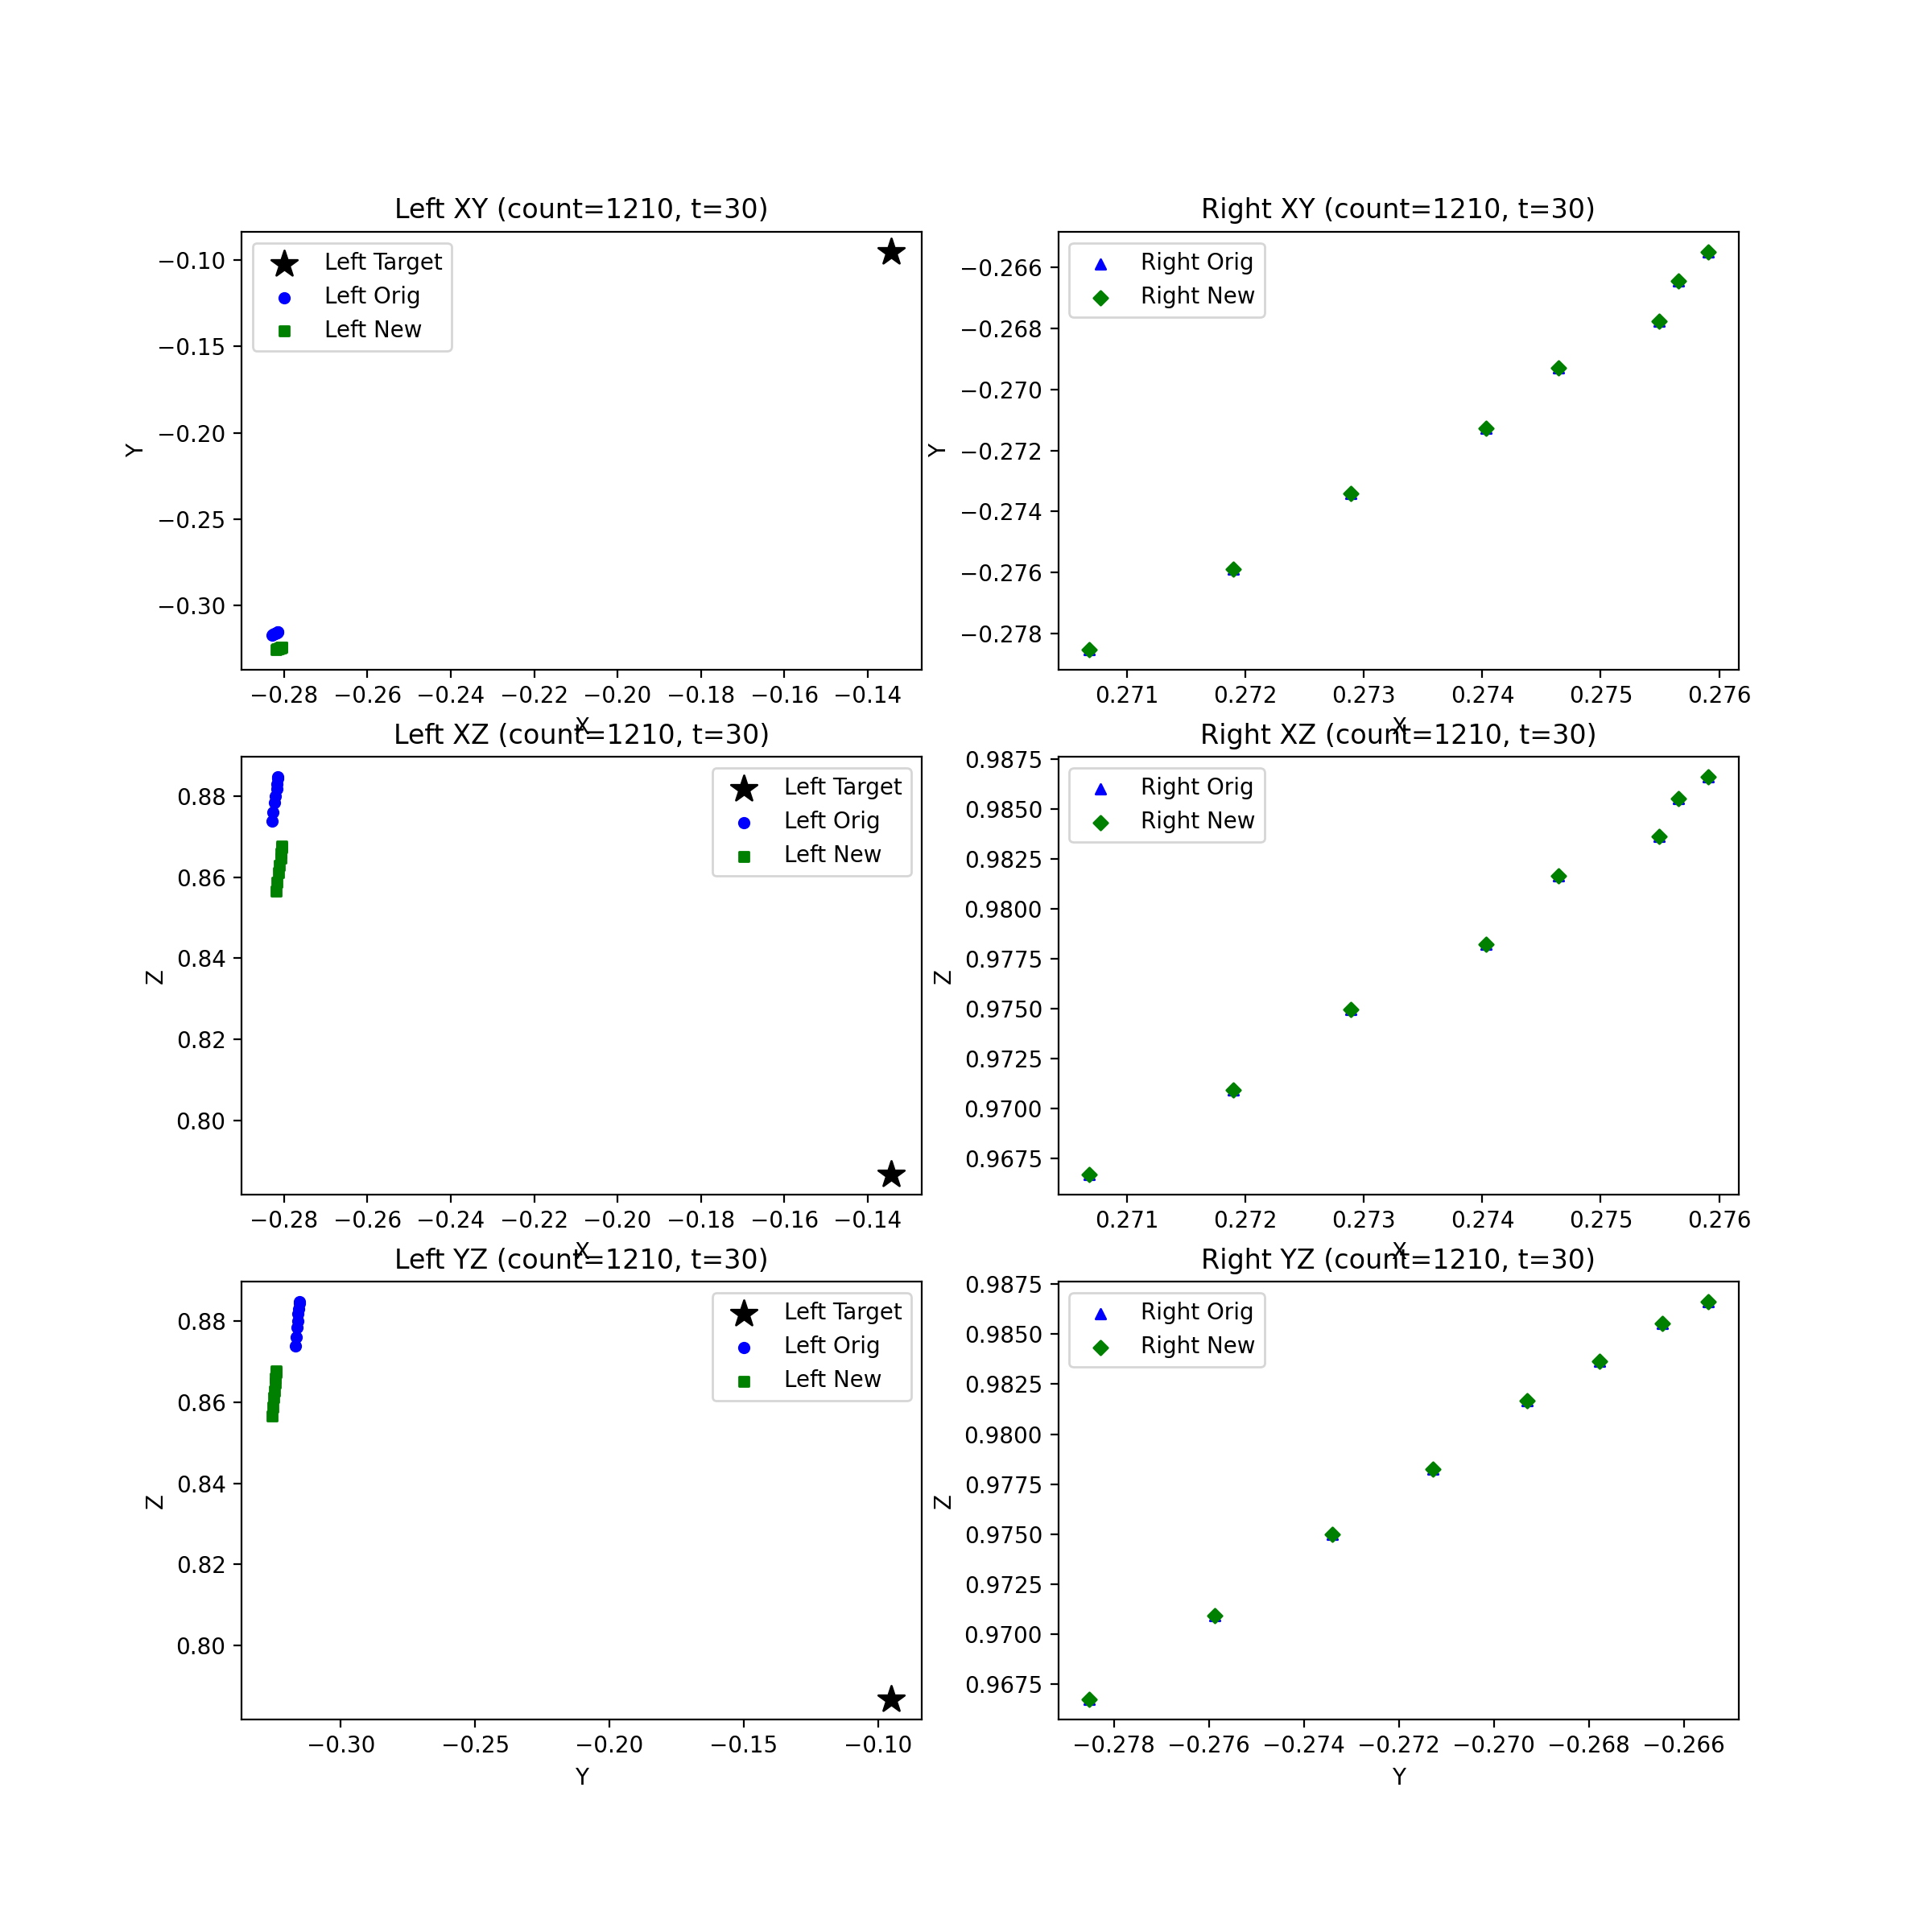 Left XY (count=1210, t=30)
Left Target
Left Orig
Left New
−0.10
−0.15
−0.20
−0.25
−0.30
Y
−0.28 −0.26 −0.24 −0.22 −0.20 −0.18 −0.16 −0.14
X
Right XY (count=1210, t=30)
Right Orig
Right New
−0.266
−0.268
−0.270
−0.272
−0.274
−0.276
−0.278
Y
0.271 0.272 0.273 0.274 0.275 0.276
X
Left XZ (count=1210, t=30)
Left Target
Left Orig
Left New
0.88
0.86
0.84
0.82
0.80
Z
−0.28 −0.26 −0.24 −0.22 −0.20 −0.18 −0.16 −0.14
X
Right XZ (count=1210, t=30)
Right Orig
Right New
0.9875
0.9850
0.9825
0.9800
0.9775
0.9750
0.9725
0.9700
0.9675
Z
0.271 0.272 0.273 0.274 0.275 0.276
X
Left YZ (count=1210, t=30)
Left Target
Left Orig
Left New
0.88
0.86
0.84
0.82
0.80
Z
−0.30 −0.25 −0.20 −0.15 −0.10
Y
Right YZ (count=1210, t=30)
Right Orig
Right New
0.9875
0.9850
0.9825
0.9800
0.9775
0.9750
0.9725
0.9700
0.9675
Z
−0.278 −0.276 −0.274 −0.272 −0.270 −0.268 −0.266
Y